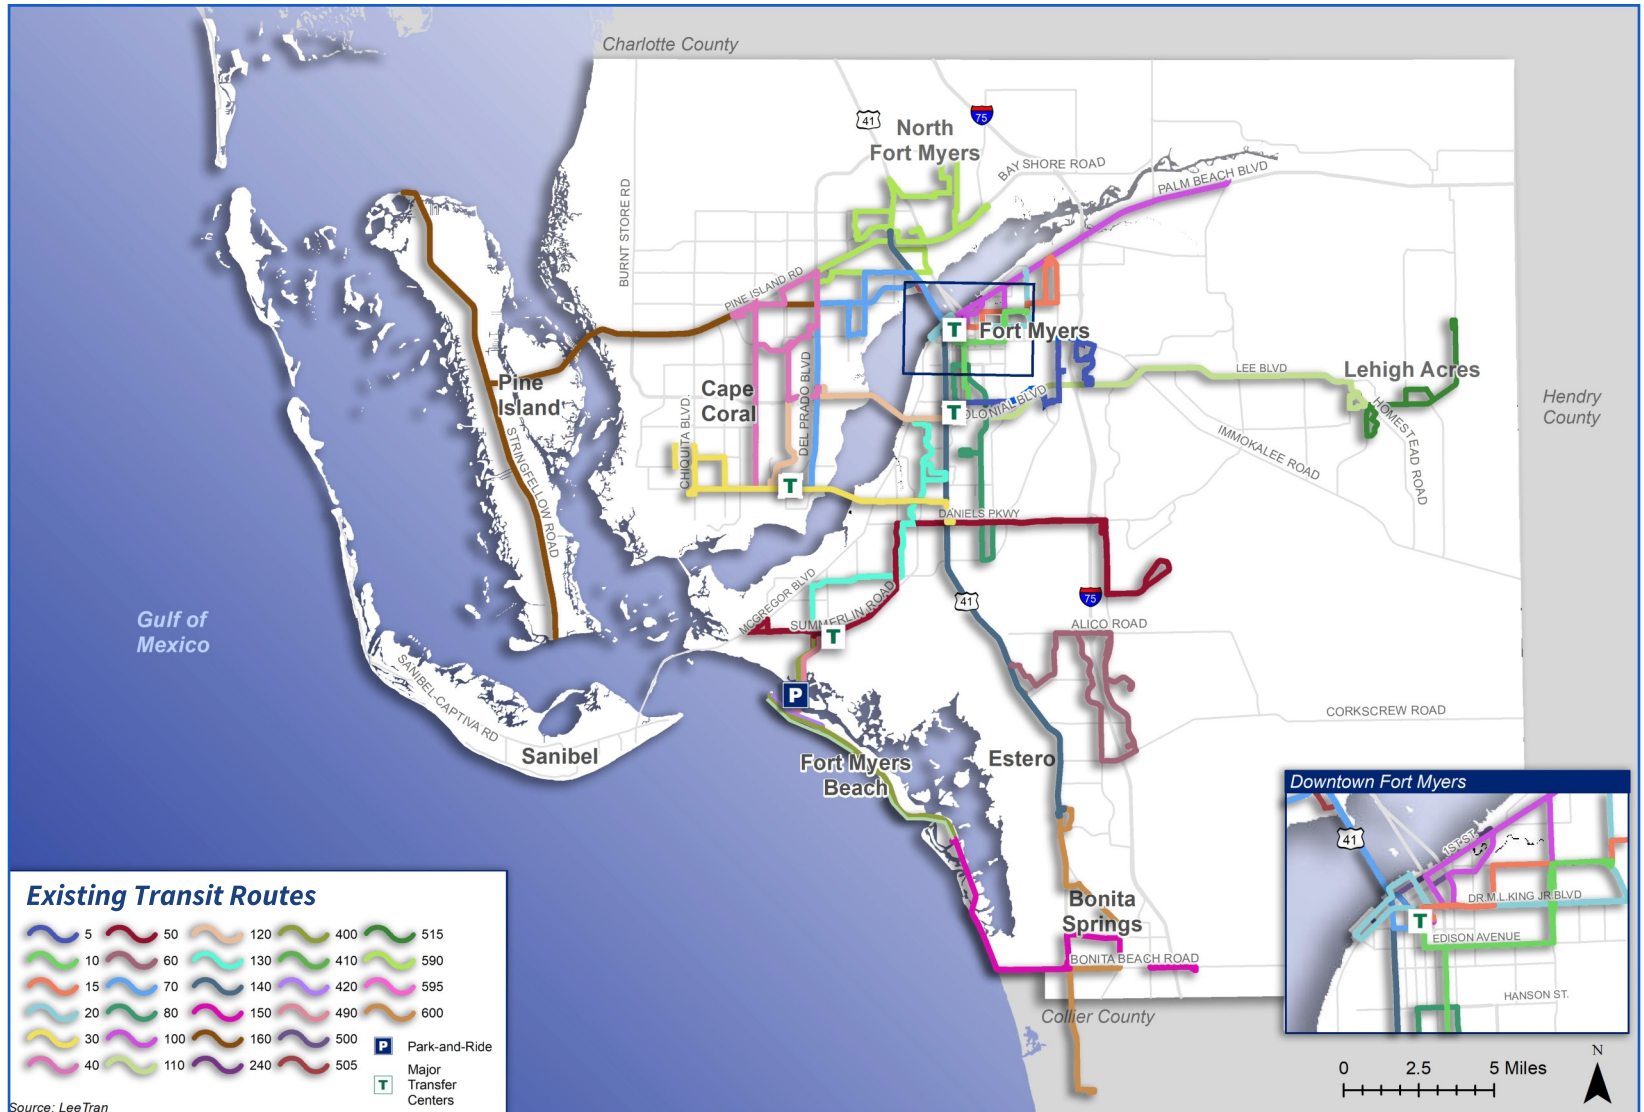 Charlotte County
41
75
North
Fort Myers
BAY SHORE ROAD
PALM BEACH BLVD
BURNT STORE RD
PINE ISLAND RD
T
Fort Myers
Pine
Island
Cape
Coral
DEL PRADO BLVD
CHIQUITA BLVD.
T
COLONIAL BLVD
LEE BLVD
Lehigh Acres
Hendry
County
HOMESTEAD ROAD
IMMOKALEE ROAD
STRINGFELLOW ROAD
T
DANIELS PKWY
MCGREGOR BLVD
SUMMERLIN ROAD
T
41
75
ALICO ROAD
Gulf of
Mexico
SANIBEL-CAPTIVA RD
P
CORKSCREW ROAD
Sanibel
Fort Myers
Beach
Estero
Bonita
Springs
BONITA BEACH ROAD
Collier County
Downtown Fort Myers
41
1ST ST.
DR.M.L.KING JR.BLVD
T
EDISON AVENUE
HANSON ST.
Existing Transit Routes
5 50 120 400 515
10 60 130 410 590
15 70 140 420 595
20 80 150 490 600
30 100 160 500
40 110 240 505
P Park-and-Ride
T Major
Transfer
Centers
N
0 2.5 5 Miles
Source: LeeTran